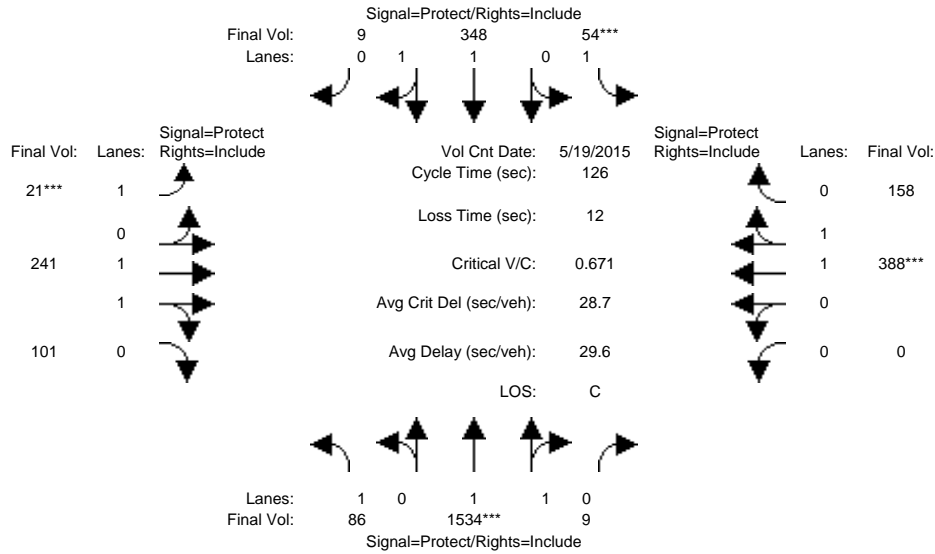 Signal=Protect/Rights=Include
Final Vol: 9 348 54***
Lanes: 0 1 1 0 1
Signal=Protect Signal=Protect
Final Vol: Lanes: Rights=Include Vol Cnt Date: 5/19/2015 Rights=Include Lanes: Final Vol:
Cycle Time (sec): 126
21*** 1 0 158
Loss Time (sec): 12
0 1
241 1 Critical V/C: 0.671 1 388***
1 Avg Crit Del (sec/veh): 28.7 0
101 0 Avg Delay (sec/veh): 29.6 0 0
LOS: C
Lanes: 1 0 1 1 0
Final Vol: 86 1534*** 9
Signal=Protect/Rights=Include